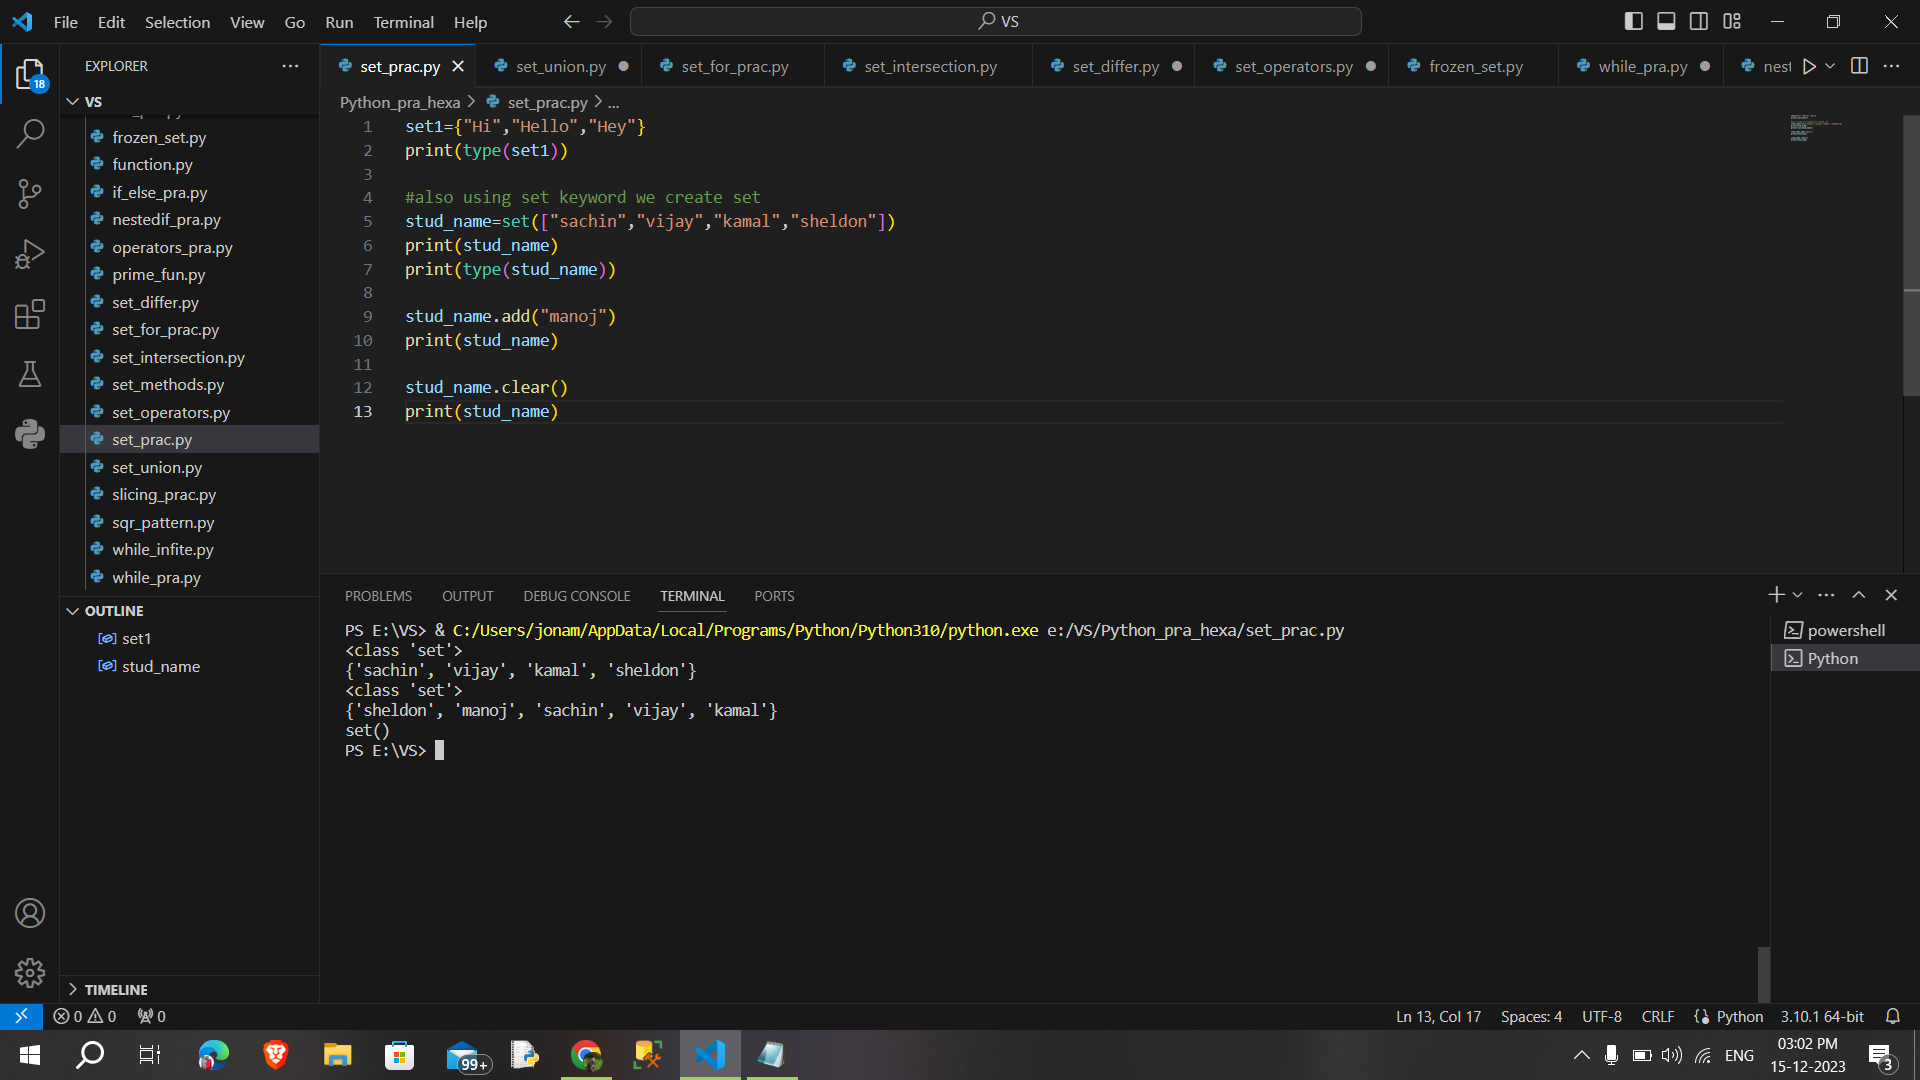 File Edit Selection View Go Run Terminal Help
VS
EXPLORER
18
VS
frozen_set.py
function.py
if_else_pra.py
nestedif_pra.py
operators_pra.py
prime_fun.py
set_differ.py
set_for_prac.py
set_intersection.py
set_methods.py
set_operators.py
set_prac.py
set_union.py
slicing_prac.py
sqr_pattern.py
while_infite.py
while_pra.py
OUTLINE
set1
stud_name
TIMELINE
set_prac.py set_union.py set_for_prac.py set_intersection.py set_differ.py set_operators.py frozen_set.py while_pra.py nest
Python_pra_hexa > set_prac.py > ...
1 set1={"Hi","Hello","Hey"}
2 print(type(set1))
3
4 #also using set keyword we create set
5 stud_name=set(["sachin","vijay","kamal","sheldon"])
6 print(stud_name)
7 print(type(stud_name))
8
9 stud_name.add("manoj")
10 print(stud_name)
11
12 stud_name.clear()
13 print(stud_name)
PROBLEMS OUTPUT DEBUG CONSOLE TERMINAL PORTS
PS E:\VS> & C:/Users/jonam/AppData/Local/Programs/Python/Python310/python.exe e:/VS/Python_pra_hexa/set_prac.py
<class 'set'>
{'sachin', 'vijay', 'kamal', 'sheldon'}
<class 'set'>
{'sheldon', 'manoj', 'sachin', 'vijay', 'kamal'}
set()
PS E:\VS>
powershell
Python
0 0 0
Ln 13, Col 17 Spaces: 4 UTF-8 CRLF Python 3.10.1 64-bit
99+
ENG
03:02 PM
15-12-2023
3